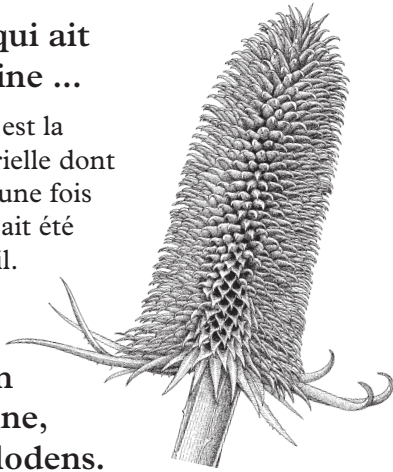 qui ait
ine ...
est la
rielle dont
une fois
ait été
il.
n
ne,
lodens.